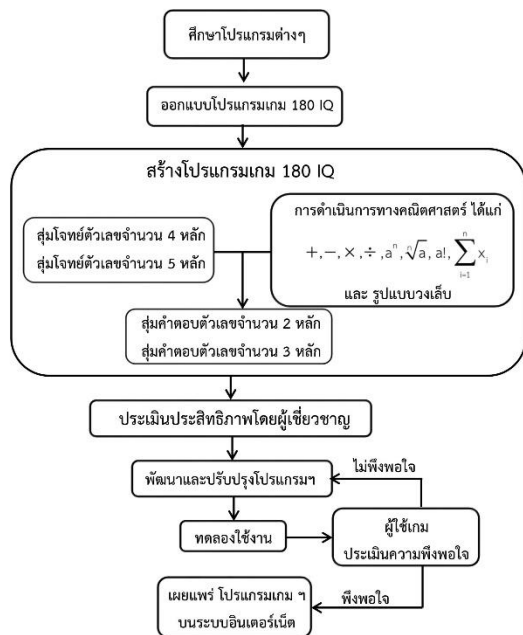 ศึกษาโปรแกรมต่างๆ
ออกแบบโปรแกรมเกม 180 IQ
สร้างโปรแกรมเกม 180 IQ
สุ่มโจทย์ตัวเลขจำนวน 4 หลัก
สุ่มโจทย์ตัวเลขจำนวน 5 หลัก
การดำเนินการทางคณิตศาสตร์ ได้แก่
+,−,×,÷,aⁿ,ⁿ√a, a!, ∑ᵢ₌₁ⁿ xᵢ
และ รูปแบบวงเล็บ
สุ่มคำตอบตัวเลขจำนวน 2 หลัก
สุ่มคำตอบตัวเลขจำนวน 3 หลัก
ประเมินประสิทธิภาพโดยผู้เชี่ยวชาญ
พัฒนาและปรับปรุงโปรแกรมฯ
ไม่พึงพอใจ
ทดลองใช้งาน
ผู้ใช้เกม
ประเมินความพึงพอใจ
พึงพอใจ
เผยแพร่ โปรแกรมเกม ฯ
บนระบบอินเตอร์เน็ต